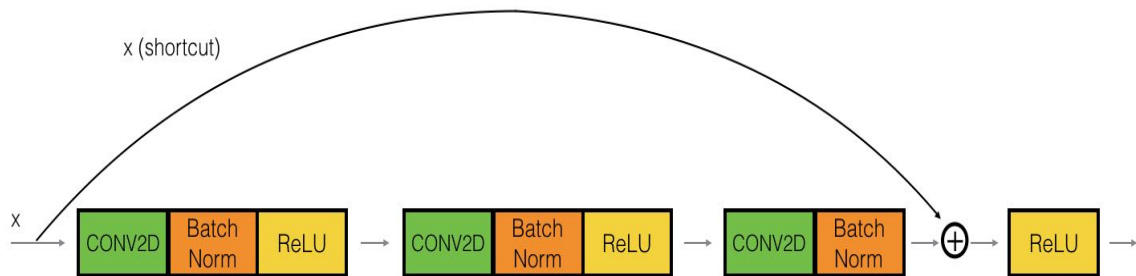 x (shortcut)
x
CONV2D
Batch
Norm
ReLU
CONV2D
Batch
Norm
ReLU
CONV2D
Batch
Norm
+
ReLU